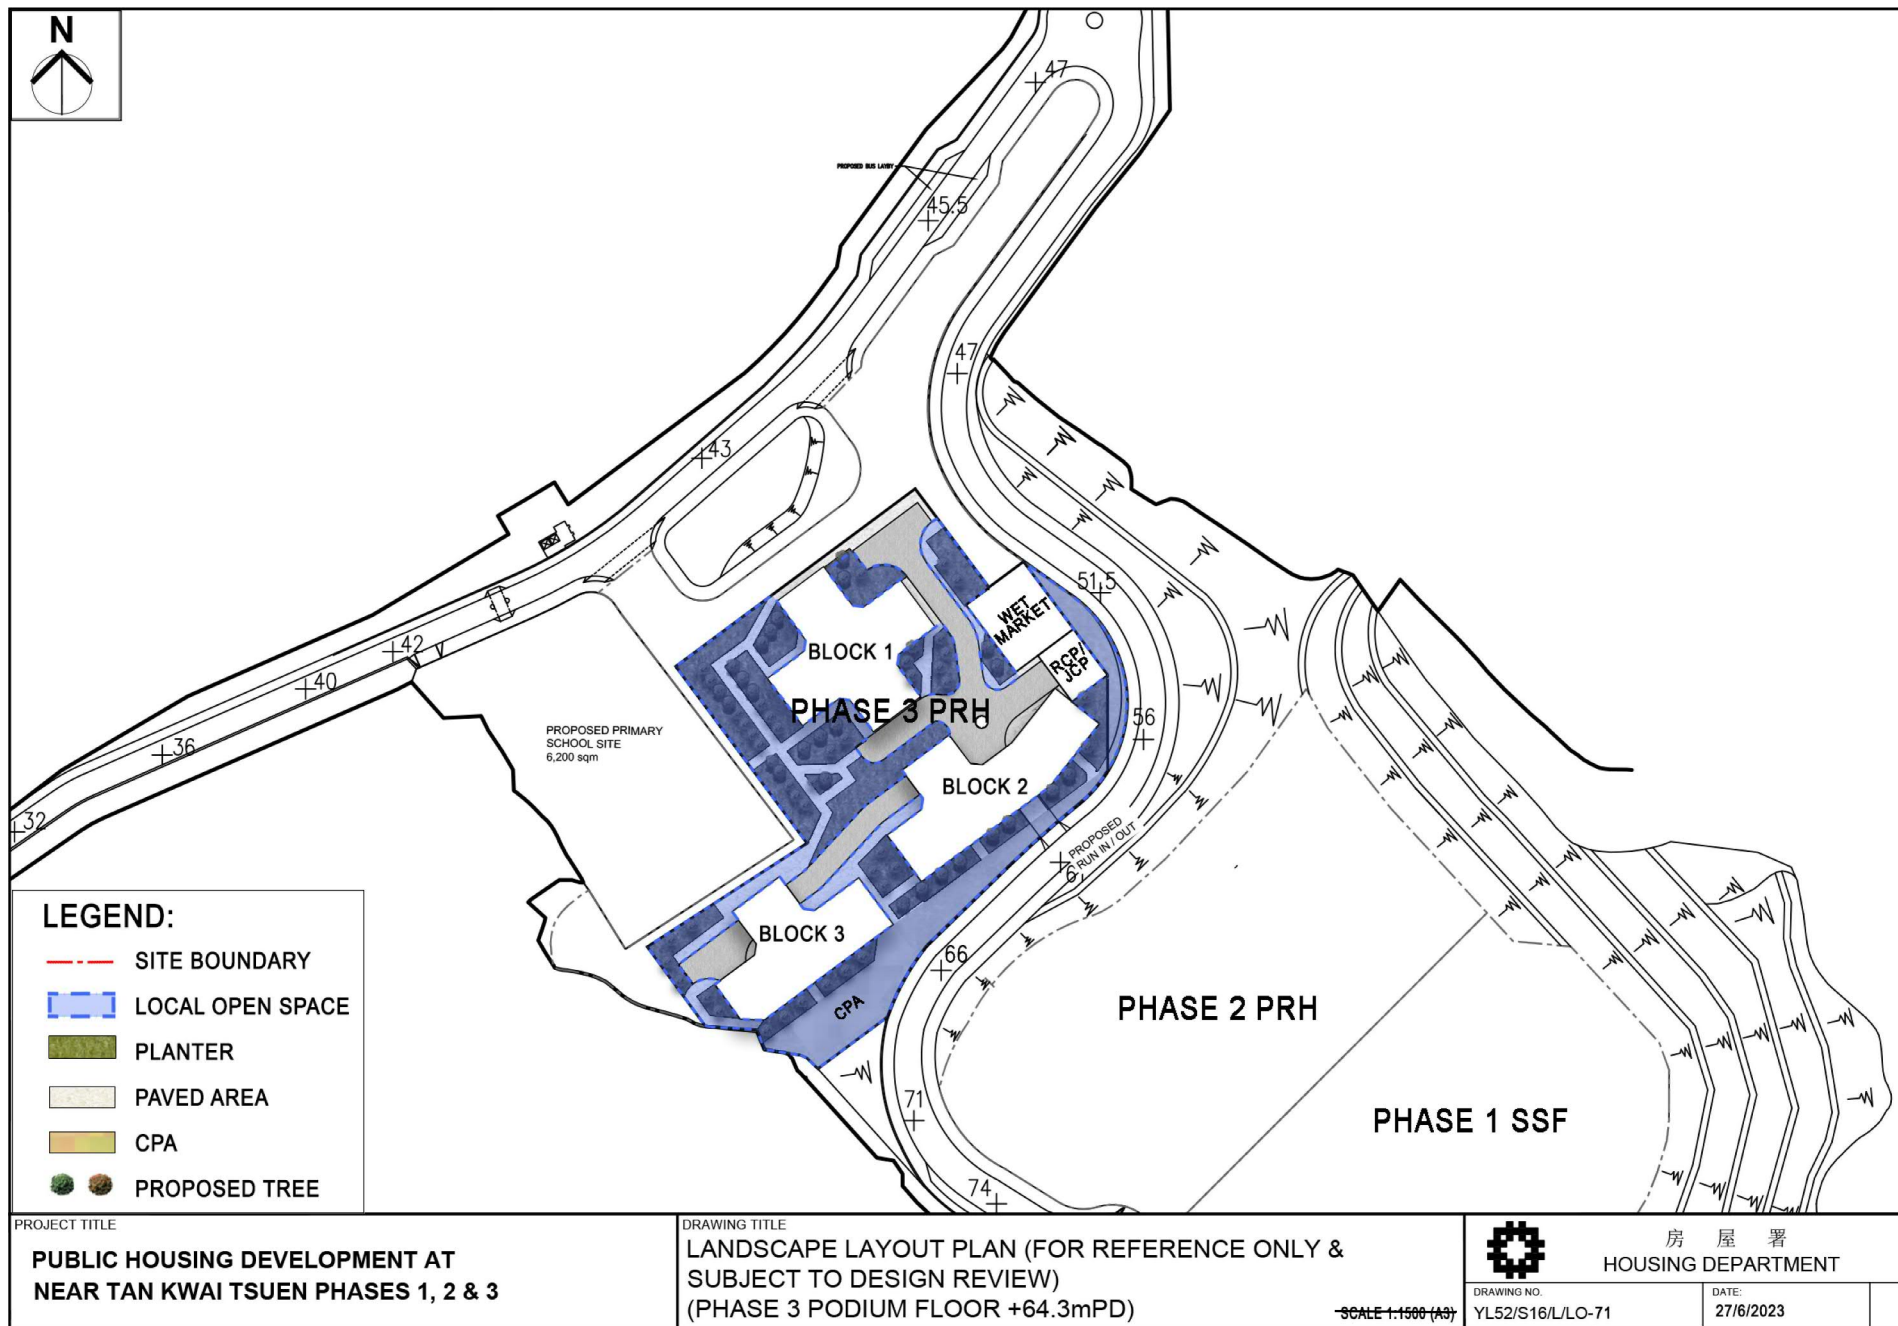 N
47
PROPOSED BUS LAYBY
45.5
47
43
51.5
WET
MARKET
42
BLOCK 1
RCP/
JCP
40
PHASE 3 PRH
56
PROPOSED PRIMARY
SCHOOL SITE
6,200 sqm
36
BLOCK 2
32
PROPOSED
RUN IN / OUT
BLOCK 3
66
CPA
PHASE 2 PRH
71
PHASE 1 SSF
74
LEGEND:
SITE BOUNDARY
LOCAL OPEN SPACE
PLANTER
PAVED AREA
CPA
PROPOSED TREE
PROJECT TITLE
PUBLIC HOUSING DEVELOPMENT AT
NEAR TAN KWAI TSUEN PHASES 1, 2 & 3
DRAWING TITLE
LANDSCAPE LAYOUT PLAN (FOR REFERENCE ONLY &
SUBJECT TO DESIGN REVIEW)
(PHASE 3 PODIUM FLOOR +64.3mPD)
SCALE 1:1500 (A3)
房屋署
HOUSING DEPARTMENT
DRAWING NO.
YL52/S16/L/LO-71
DATE:
27/6/2023